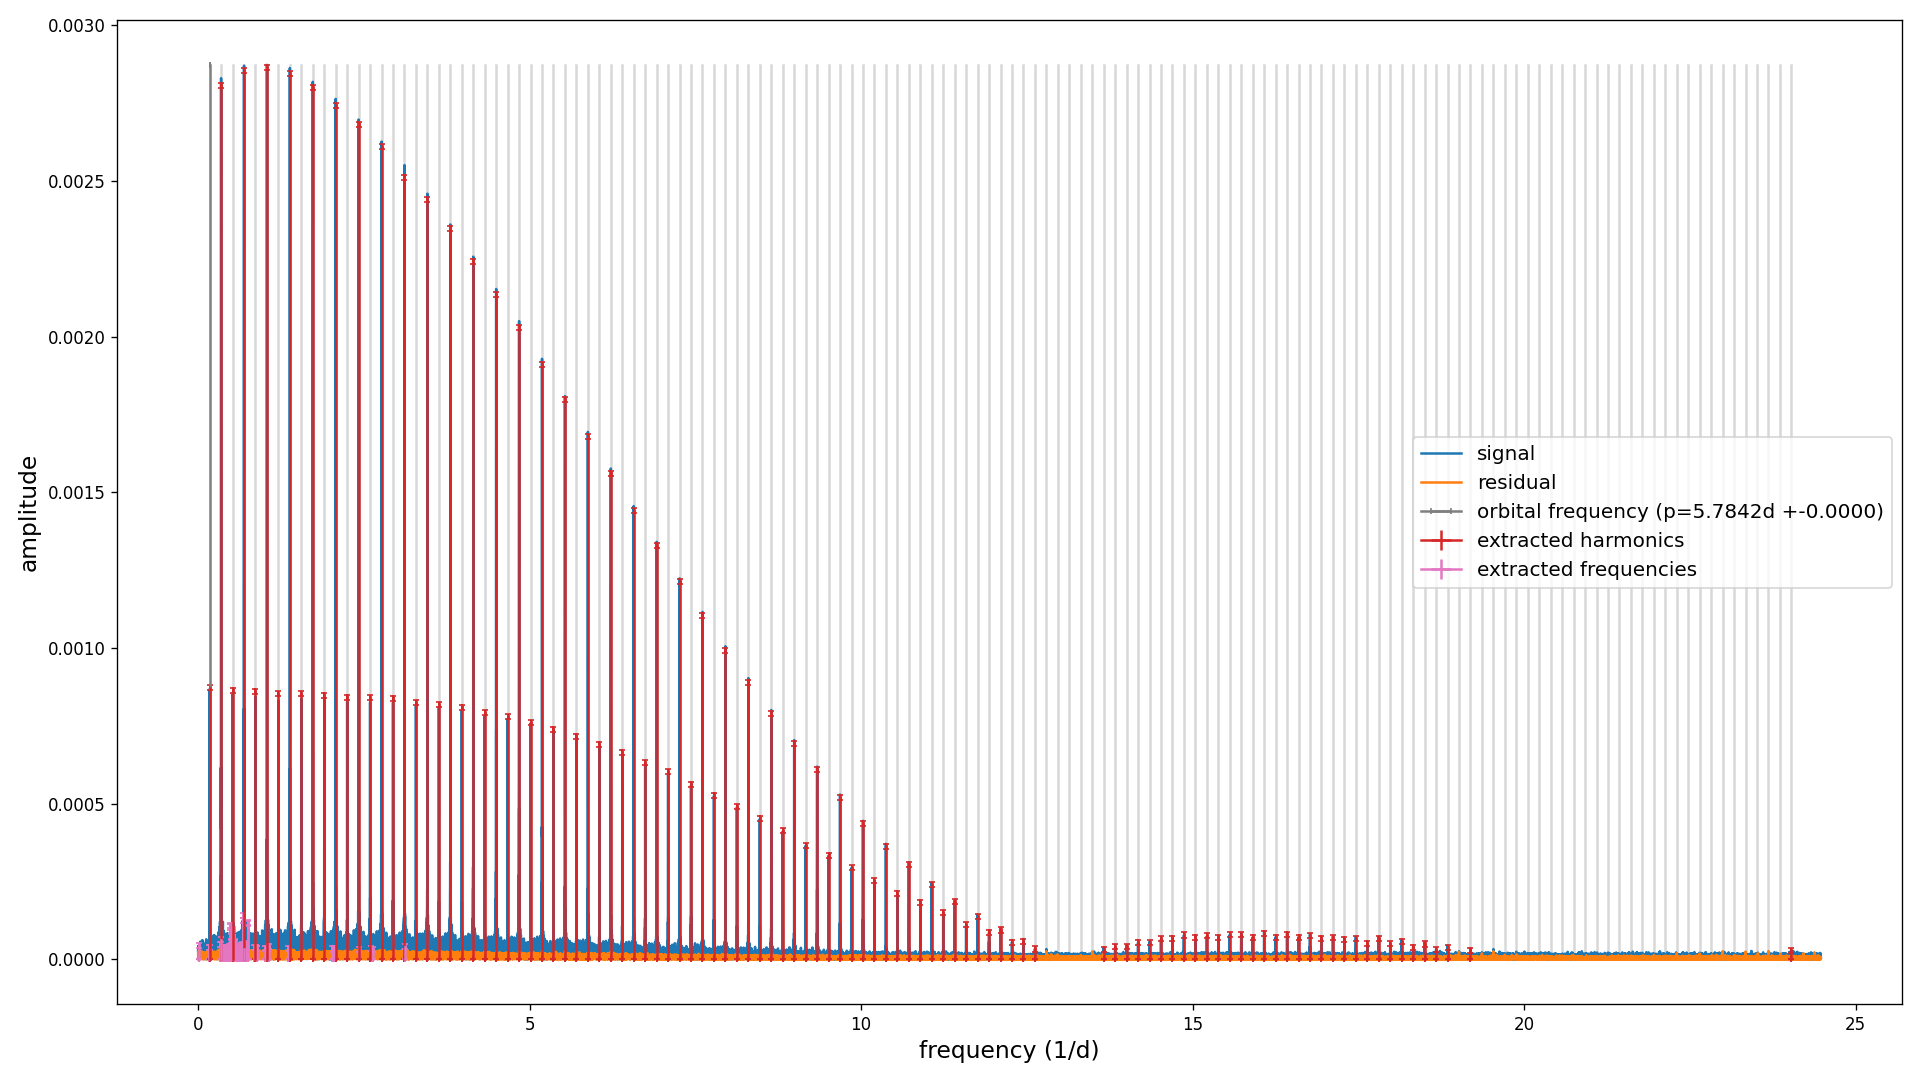 0.0030
0.0025
0.0020
0.0015
0.0010
0.0005
0.0000
amplitude
signal
residual
orbital frequency (p=5.7842d +-0.0000)
extracted harmonics
extracted frequencies
0 5 10 15 20 25
frequency (1/d)